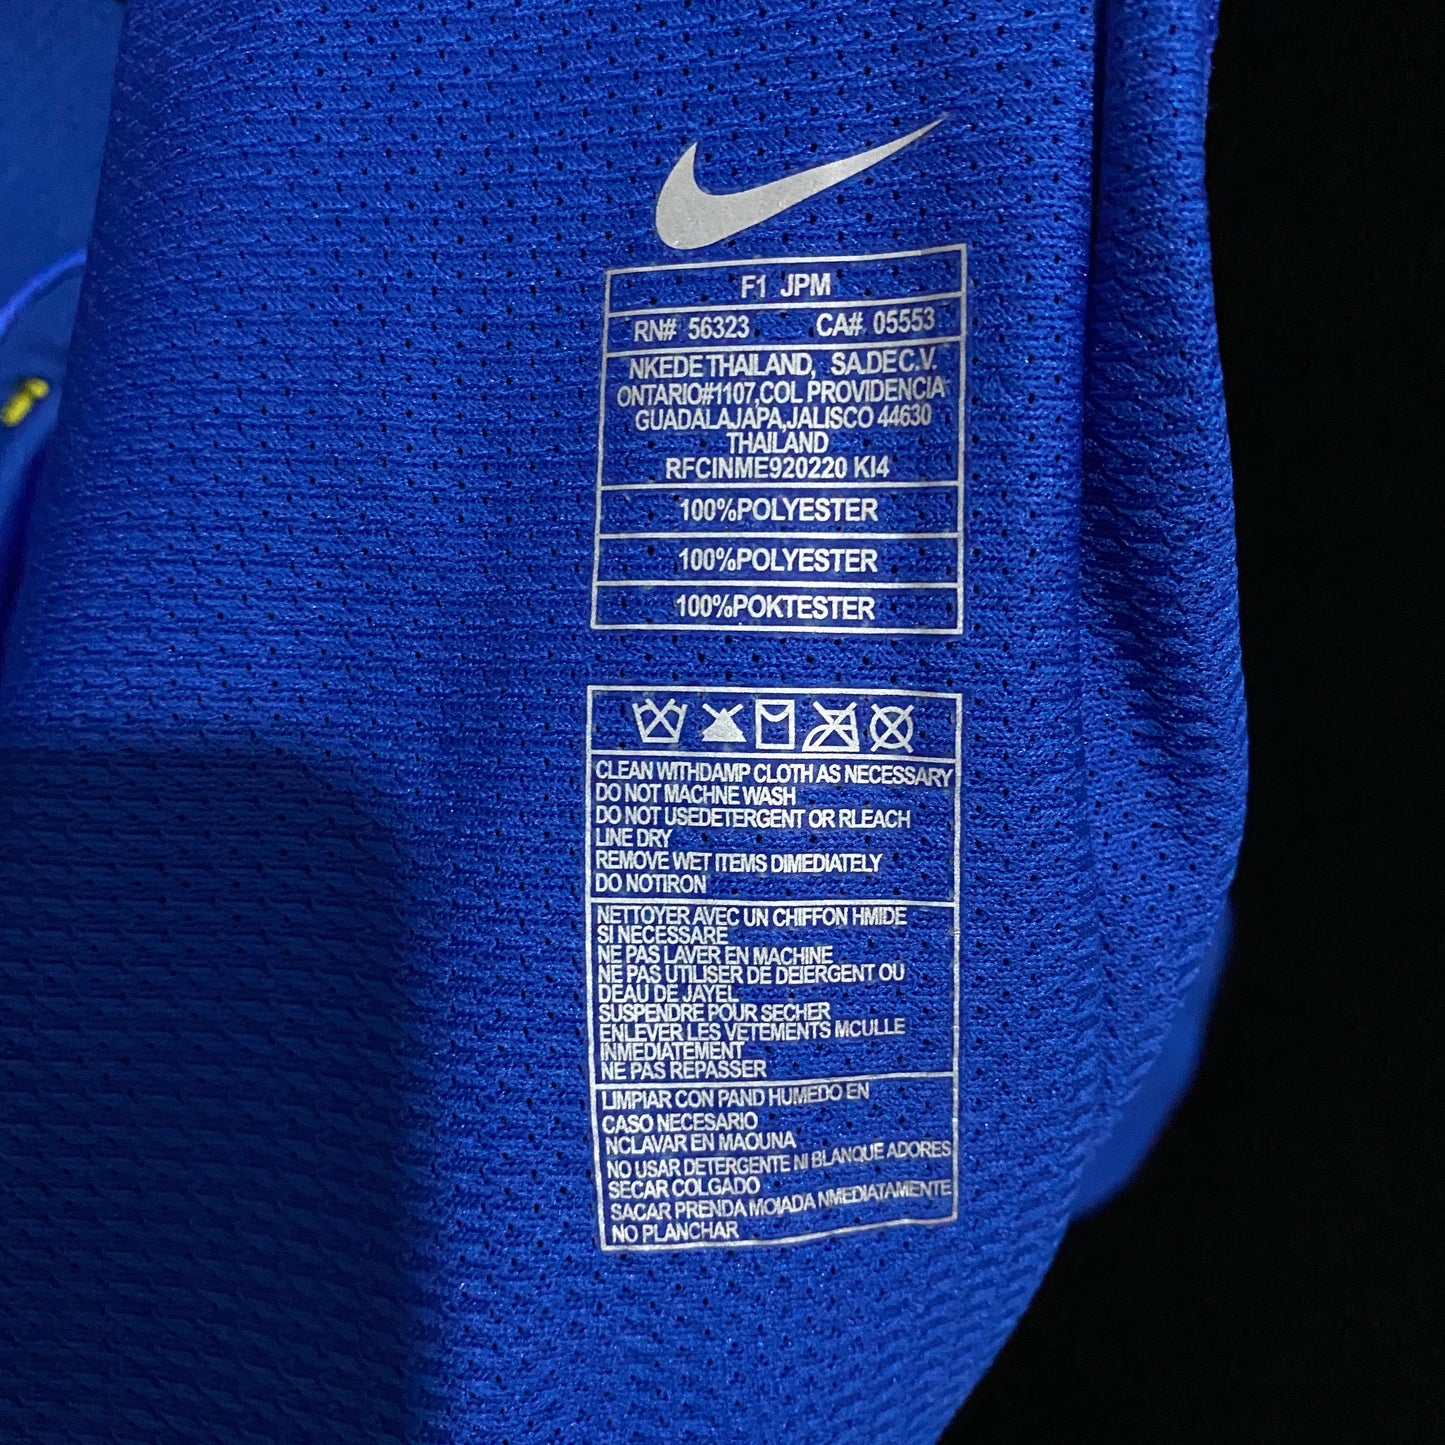 F1 JPM
RN# 56323 CA# 05553
NKEDE THAILAND, SA.DE C.V.
ONTARIO#1107,COL PROVIDENCIA
GUADALAJAPA,JALISCO 44630
THAILAND
RFCINME920220 KI4
100%POLYESTER
100%POLYESTER
100%POKTESTER
CLEAN WITHDAMP CLOTH AS NECESSARY
DO NOT MACHNE WASH
DO NOT USEDETERGENT OR RLEACH
LINE DRY
REMOVE WET ITEMS DIMEDIATELY
DO NOTIRON
NETTOYER AVEC UN CHIFFON HMIDE
SI NECESSARE
NE PAS LAVER EN MACHINE
NE PAS UTILISER DE DEIERGENT OU
DEAU DE JAYEL
SUSPENDRE POUR SECHER
ENLEVER LES VETEMENTS MCULLE
INMEDIATEMENT
NE PAS REPASSER
LIMPIAR CON PAND HUMEDO EN
CASO NECESARIO
NCLAVAR EN MAOUNA
NO USAR DETERGENTE NI BLANQUE ADORES
SECAR COLGADO
SACAR PRENDA MOIADA NMEDIATAMENTE
NO PLANCHAR